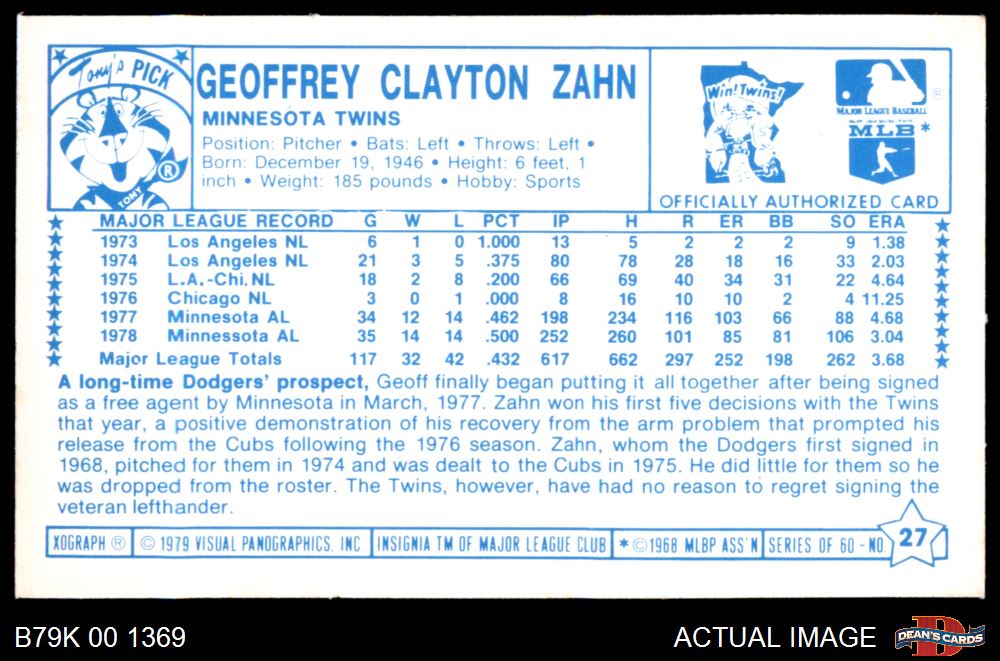 Tony's PICK
TONY
®
GEOFFREY CLAYTON ZAHN
MINNESOTA TWINS
Position: Pitcher • Bats: Left • Throws: Left •
Born: December 19, 1946 • Height: 6 feet, 1
inch • Weight: 185 pounds • Hobby: Sports
Win! Twins!
®
MAJOR LEAGUE BASEBALL
MLB*
OFFICIALLY AUTHORIZED CARD
MAJOR LEAGUE RECORD G W L PCT IP H R ER BB SO ERA
1973 Los Angeles NL 6 1 0 1.000 13 5 2 2 2 9 1.38
1974 Los Angeles NL 21 3 5 .375 80 78 28 18 16 33 2.03
1975 L.A.-Chi. NL 18 2 8 .200 66 69 40 34 31 22 4.64
1976 Chicago NL 3 0 1 .000 8 16 10 10 2 4 11.25
1977 Minnesota AL 34 12 14 .462 198 234 116 103 66 88 4.68
1978 Minnesota AL 35 14 14 .500 252 260 101 85 81 106 3.04
Major League Totals 117 32 42 .432 617 662 297 252 198 262 3.68
A long-time Dodgers' prospect, Geoff finally began putting it all together after being signed
as a free agent by Minnesota in March, 1977. Zahn won his first five decisions with the Twins
that year, a positive demonstration of his recovery from the arm problem that prompted his
release from the Cubs following the 1976 season. Zahn, whom the Dodgers first signed in
1968, pitched for them in 1974 and was dealt to the Cubs in 1975. He did little for them so he
was dropped from the roster. The Twins, however, have had no reason to regret signing the
veteran lefthander.
XOGRAPH ® © 1979 VISUAL PANOGRAPHICS, INC INSIGNIA TM OF MAJOR LEAGUE CLUB * © 1968 MLBP ASS'N SERIES OF 60 - NO. 27
B79K 00 1369
ACTUAL IMAGE
D
DEAN'S CARDS